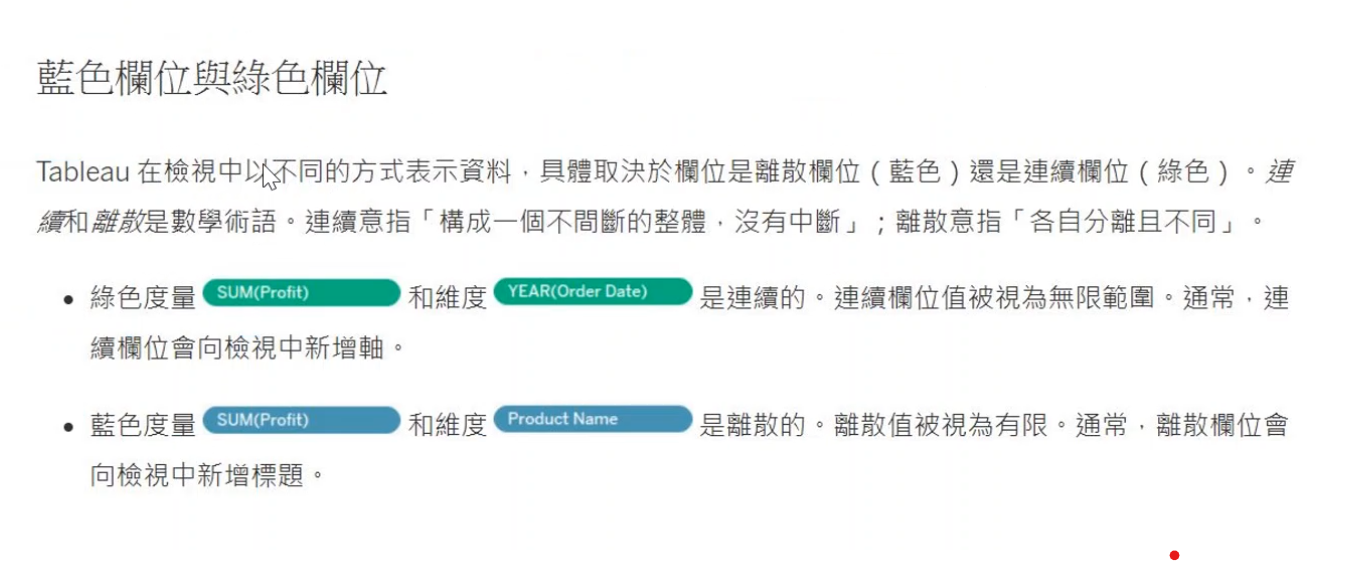 藍色欄位與綠色欄位
Tableau 在檢視中以不同的方式表示資料，具體取決於欄位是離散欄位（藍色）還是連續欄位（綠色）。連
續和離散是數學術語。連續意指「構成一個不間斷的整體，沒有中斷」；離散意指「各自分離且不同」。
• 綠色度量 SUM(Profit) 和維度 YEAR(Order Date) 是連續的。連續欄位值被視為無限範圍。通常，連
續欄位會向檢視中新增軸。
• 藍色度量 SUM(Profit) 和維度 Product Name 是離散的。離散值被視為有限。通常，離散欄位會
向檢視中新增標題。